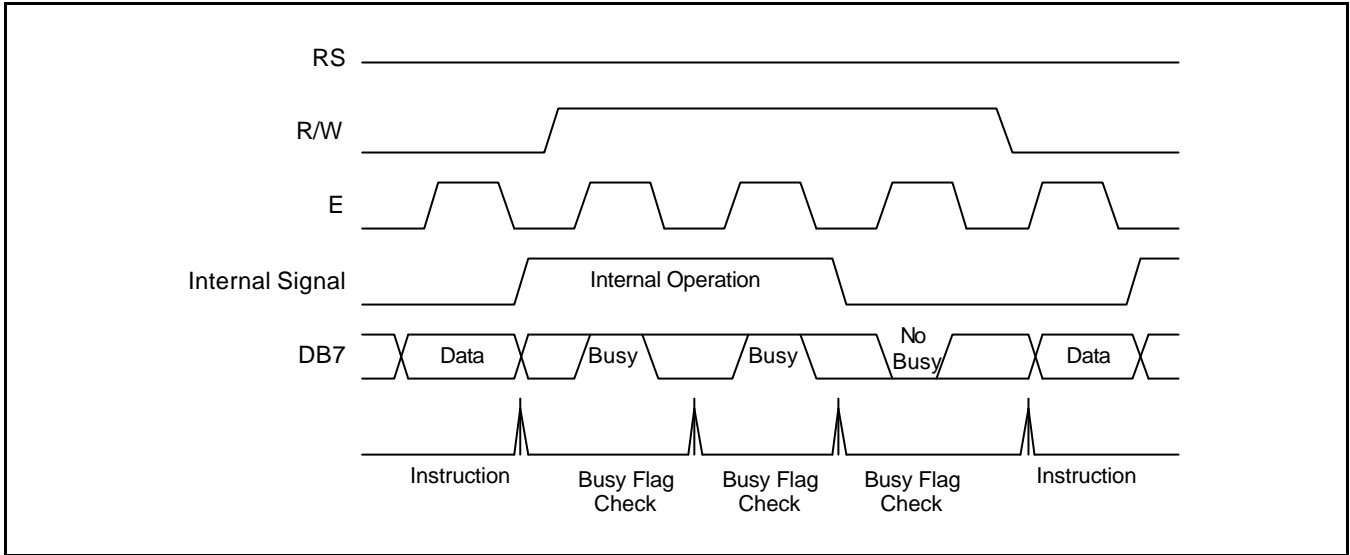 RS
R/W
E
Internal Signal
Internal Operation
DB7
Data
Busy
Busy
No
Busy
Data
Instruction
Busy Flag
Check
Busy Flag
Check
Busy Flag
Check
Instruction